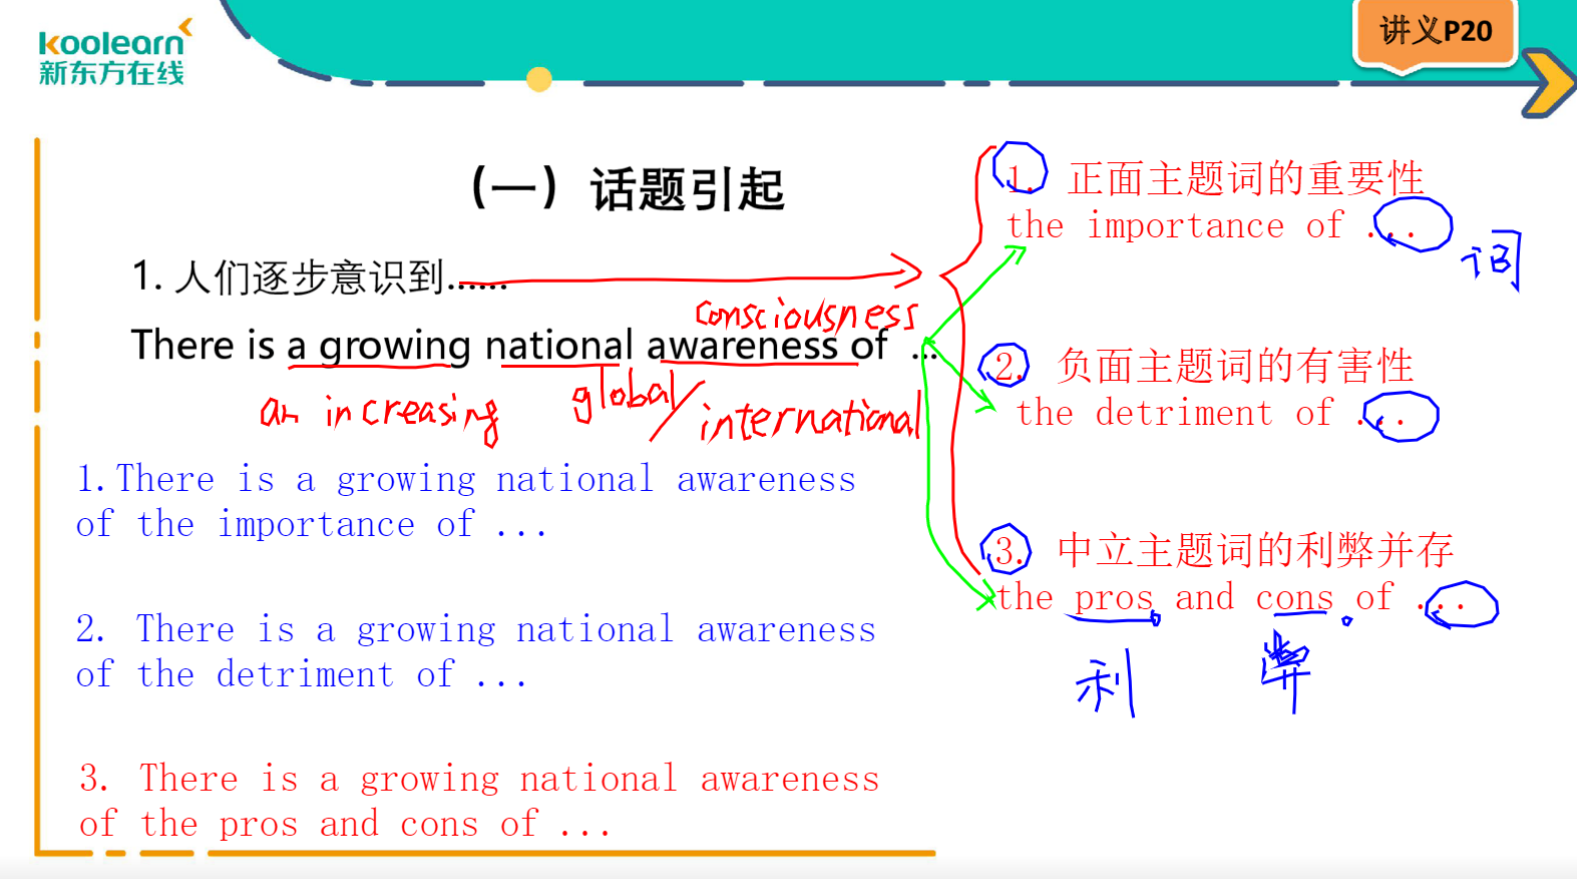 koolearn
新东方在线
讲义P20
(一) 话题引起
1. 人们逐步意识到......
consciousness
There is a growing national awareness of ...
an increasing
global/international
1.There is a growing national awareness
of the importance of ...
2. There is a growing national awareness
of the detriment of ...
3. There is a growing national awareness
of the pros and cons of ...
1. 正面主题词的重要性
the importance of ...
词
2. 负面主题词的有害性
the detriment of ...
3. 中立主题词的利弊并存
the pros and cons of ...
利
弊